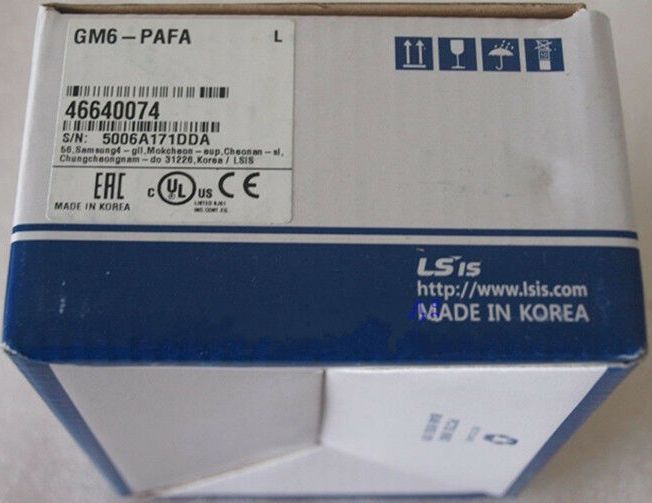 GM6-PAFA L
46640074
S/N: 5006A171DDA
56,Samsung4-gil,Mokcheon-eup,Cheonan-si,
Chungcheongnam-do 31226,Korea / LSIS
EAC C UL US CE
MADE IN KOREA
LSIS
http://www.lsis.com
MADE IN KOREA